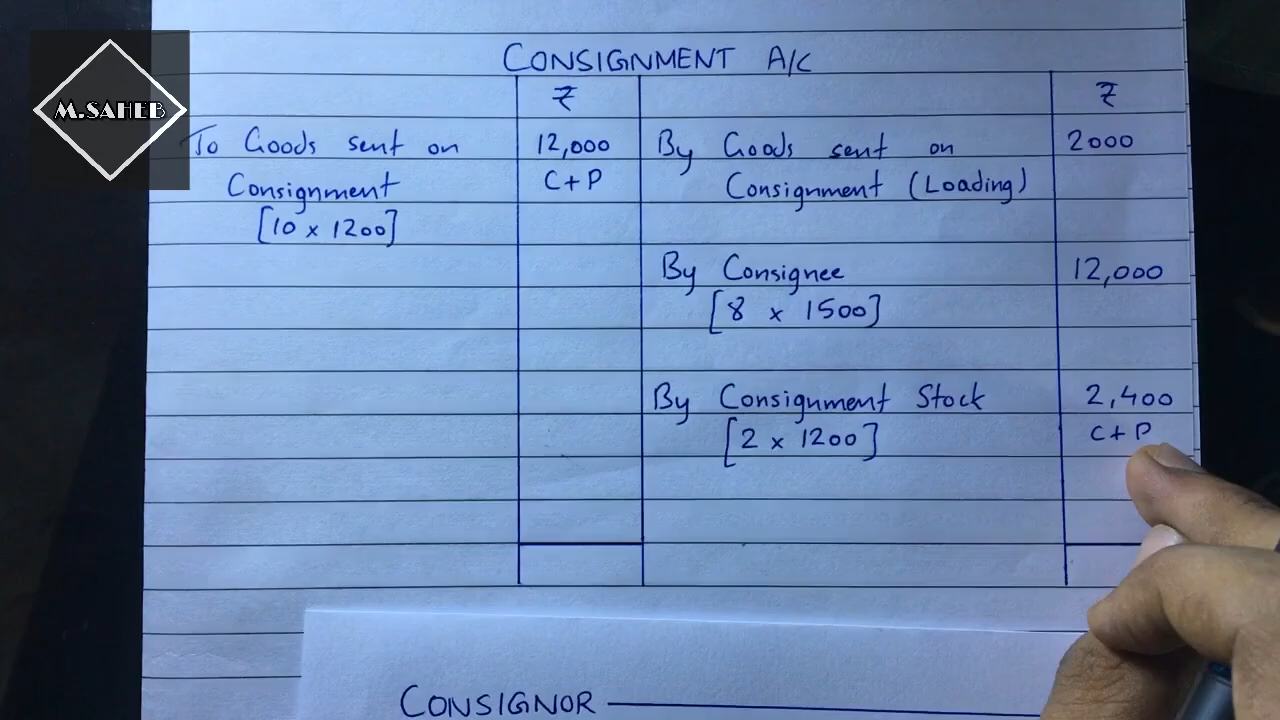 M.SAHEB
CONSIGNMENT A/C
₹ ₹
To Goods sent on 12,000 By Goods sent on 2000
Consignment C+P Consignment (Loading)
[10 x 1200]
By Consignee 12,000
[8 x 1500]
By Consignment Stock 2,400
[2 x 1200] C+P
CONSIGNOR